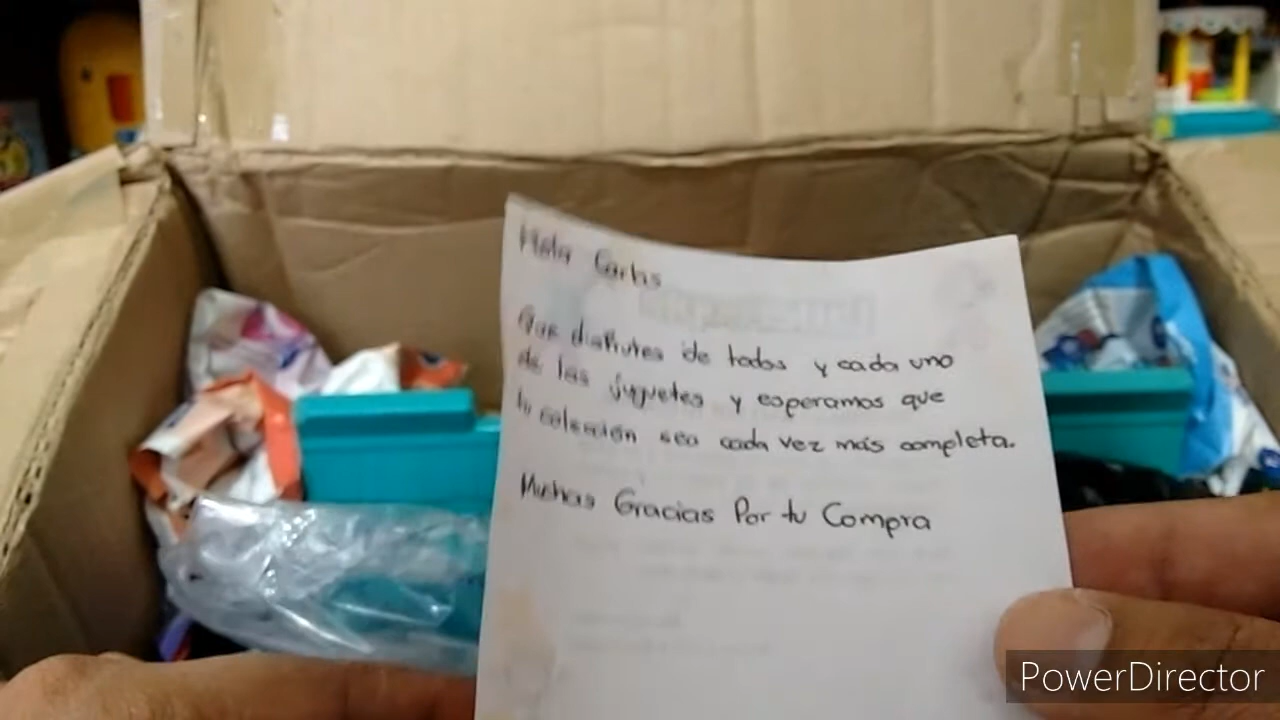 Hola Carlos
Que disfrutes de todos y cada uno
de los juguetes y esperamos que
tu colección sea cada vez más completa.
Muchas Gracias Por tu Compra
PowerDirector